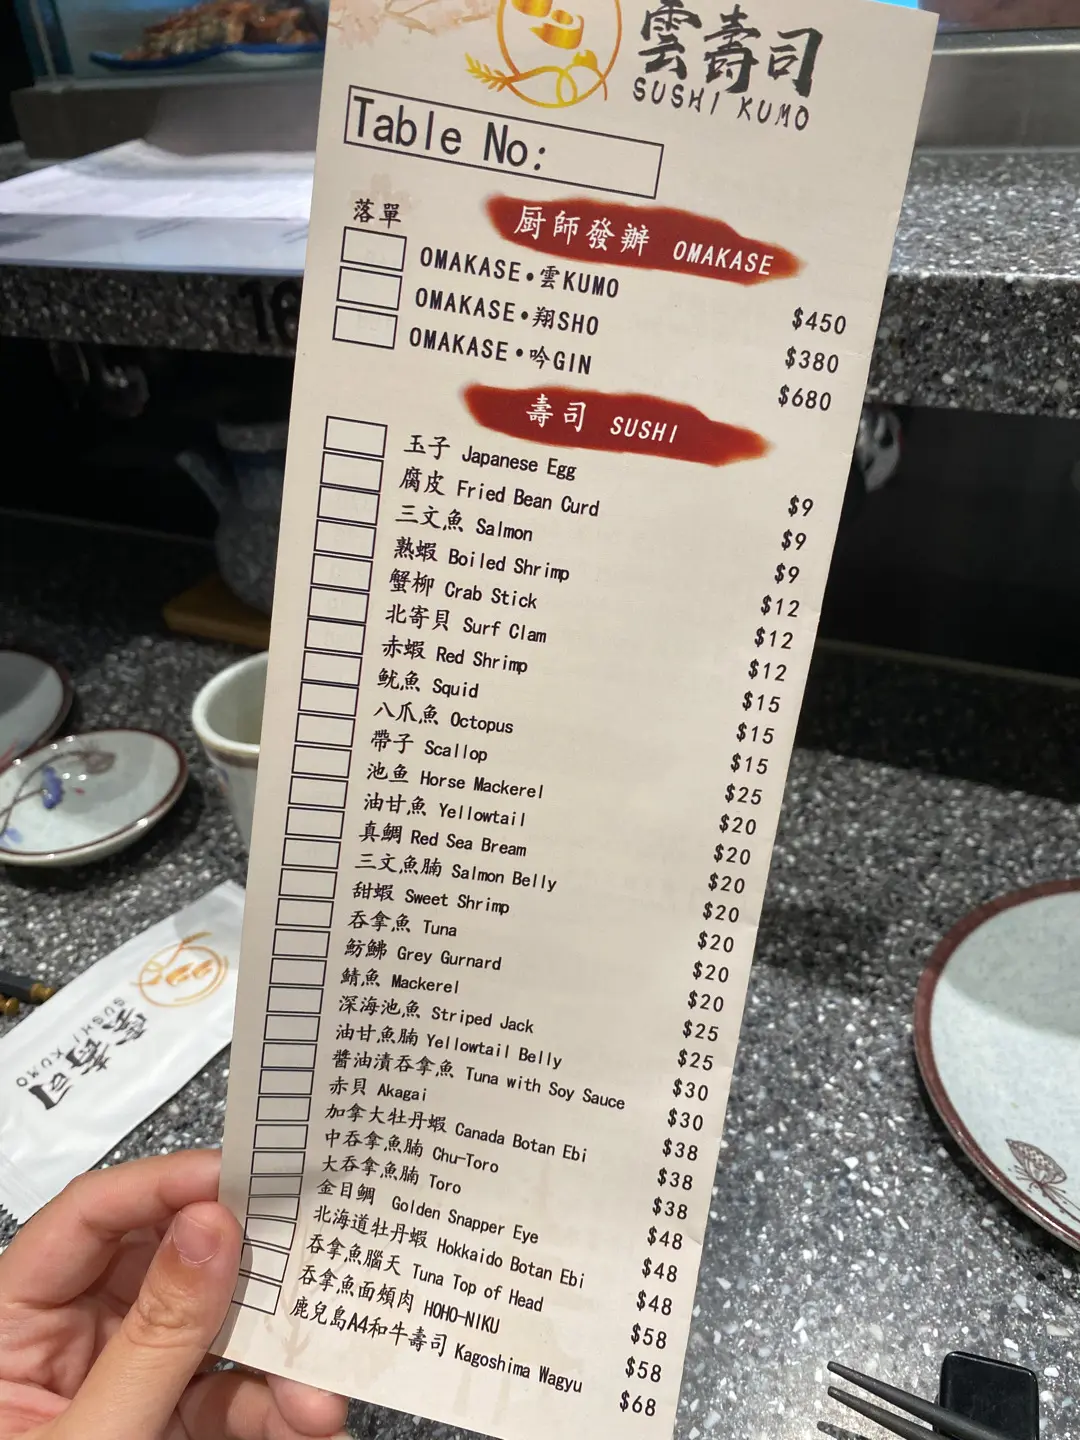 雲壽司
SUSHI KUMO
Table No:
落單
厨師發辦 OMAKASE
OMAKASE•雲KUMO $450
OMAKASE•翔SHO $380
OMAKASE•吟GIN $680
壽司 SUSHI
玉子 Japanese Egg $9
腐皮 Fried Bean Curd $9
三文魚 Salmon $9
熟蝦 Boiled Shrimp $12
蟹柳 Crab Stick $12
北寄貝 Surf Clam $12
赤蝦 Red Shrimp $15
魷魚 Squid $15
八爪魚 Octopus $15
帶子 Scallop $25
池魚 Horse Mackerel $20
油甘魚 Yellowtail $20
真鯛 Red Sea Bream $20
三文魚腩 Salmon Belly $20
甜蝦 Sweet Shrimp $20
吞拿魚 Tuna $20
魴鮄 Grey Gurnard $20
鯖魚 Mackerel $25
深海池魚 Striped Jack $25
油甘魚腩 Yellowtail Belly $30
醬油漬吞拿魚 Tuna with Soy Sauce $30
赤貝 Akagai $38
加拿大牡丹蝦 Canada Botan Ebi $38
中吞拿魚腩 Chu-Toro $38
大吞拿魚腩 Toro $48
金目鯛 Golden Snapper Eye $48
北海道牡丹蝦 Hokkaido Botan Ebi $48
吞拿魚腦天 Tuna Top of Head $58
吞拿魚面頰肉 HOHO-NIKU $58
鹿兒島A4和牛壽司 Kagoshima Wagyu $68
雲壽司
SUSHI KUMO